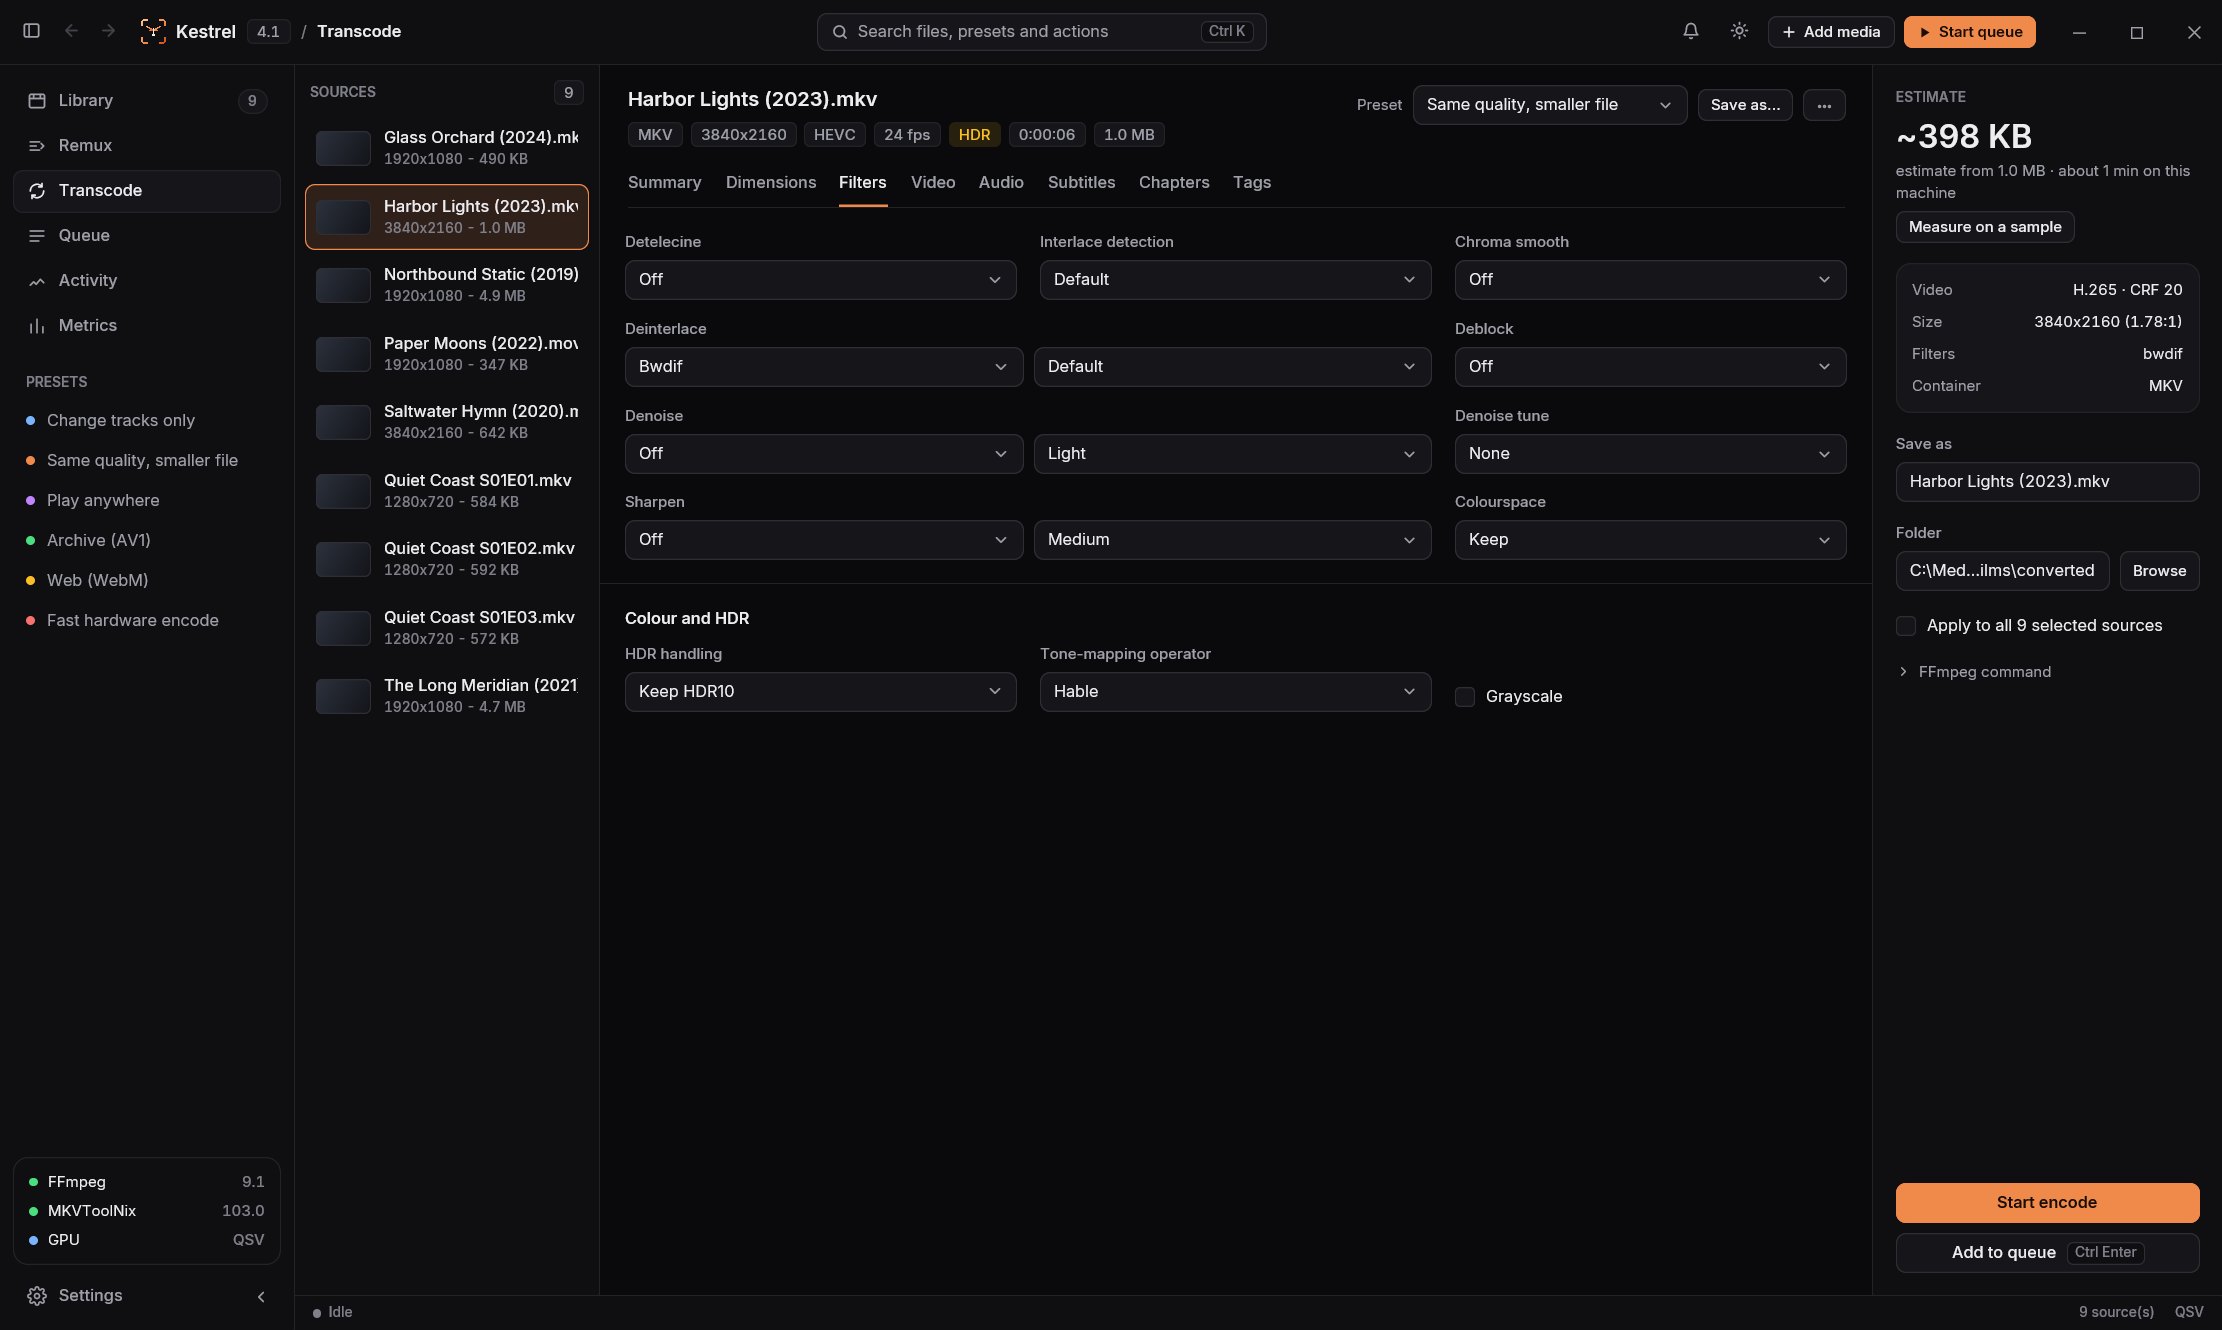 Kestrel 4.1 / Transcode
Search files, presets and actions Ctrl K
Add media
Start queue
Library 9
Remux
Transcode
Queue
Activity
Metrics
PRESETS
Change tracks only
Same quality, smaller file
Play anywhere
Archive (AV1)
Web (WebM)
Fast hardware encode
FFmpeg 9.1
MKVToolNix 103.0
GPU QSV
Settings
SOURCES 9
Glass Orchard (2024).mk
1920x1080 - 490 KB
Harbor Lights (2023).mkv
3840x2160 - 1.0 MB
Northbound Static (2019)
1920x1080 - 4.9 MB
Paper Moons (2022).mov
1920x1080 - 347 KB
Saltwater Hymn (2020).m
3840x2160 - 642 KB
Quiet Coast S01E01.mkv
1280x720 - 584 KB
Quiet Coast S01E02.mkv
1280x720 - 592 KB
Quiet Coast S01E03.mkv
1280x720 - 572 KB
The Long Meridian (2021)
1920x1080 - 4.7 MB
Harbor Lights (2023).mkv
MKV 3840x2160 HEVC 24 fps HDR 0:00:06 1.0 MB
Preset Same quality, smaller file Save as... ...
Summary Dimensions Filters Video Audio Subtitles Chapters Tags
Detelecine Interlace detection Chroma smooth
Off Default Off
Deinterlace Deblock
Bwdif Default Off
Denoise Denoise tune
Off Light None
Sharpen Colourspace
Off Medium Keep
Colour and HDR
HDR handling Tone-mapping operator
Keep HDR10 Hable Grayscale
ESTIMATE
~398 KB
estimate from 1.0 MB · about 1 min on this
machine
Measure on a sample
Video H.265 · CRF 20
Size 3840x2160 (1.78:1)
Filters bwdif
Container MKV
Save as
Harbor Lights (2023).mkv
Folder
C:\Med...ilms\converted Browse
Apply to all 9 selected sources
FFmpeg command
Start encode
Add to queue Ctrl Enter
Idle
9 source(s) QSV